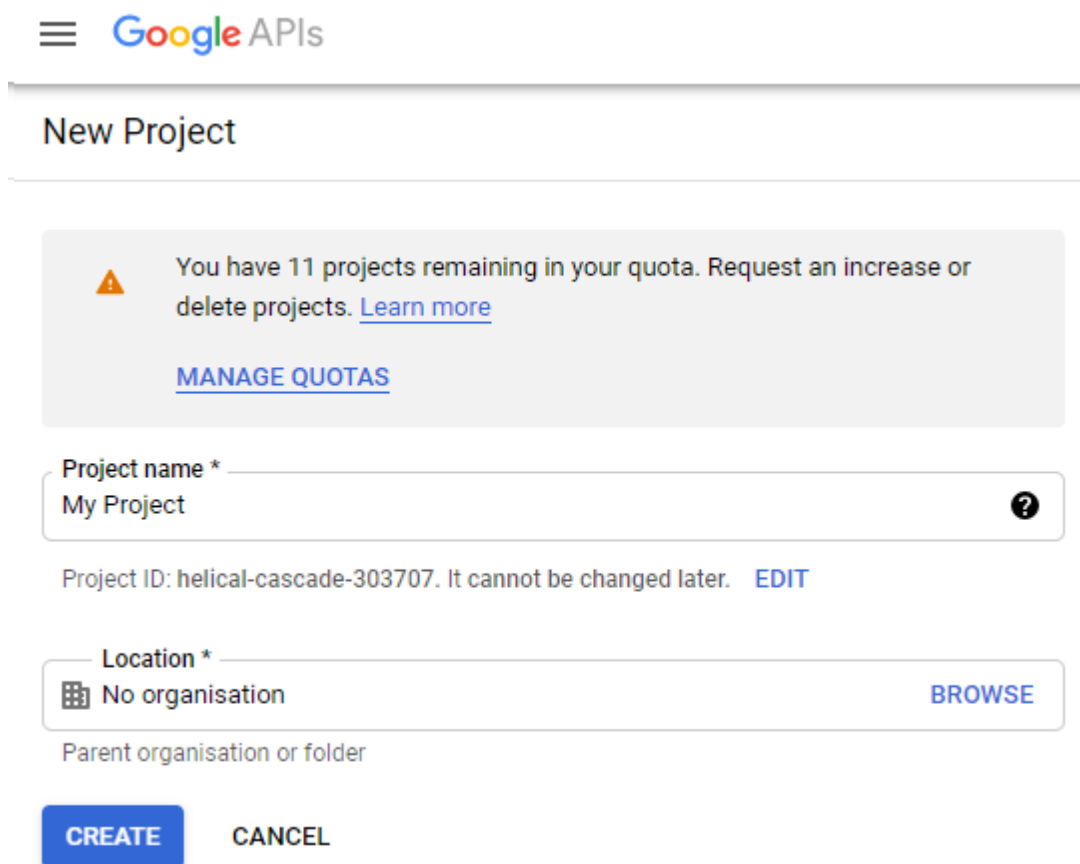 Google APIs
New Project
You have 11 projects remaining in your quota. Request an increase or
delete projects. Learn more
MANAGE QUOTAS
Project name *
My Project
Project ID: helical-cascade-303707. It cannot be changed later. EDIT
Location *
No organisation BROWSE
Parent organisation or folder
CREATE CANCEL